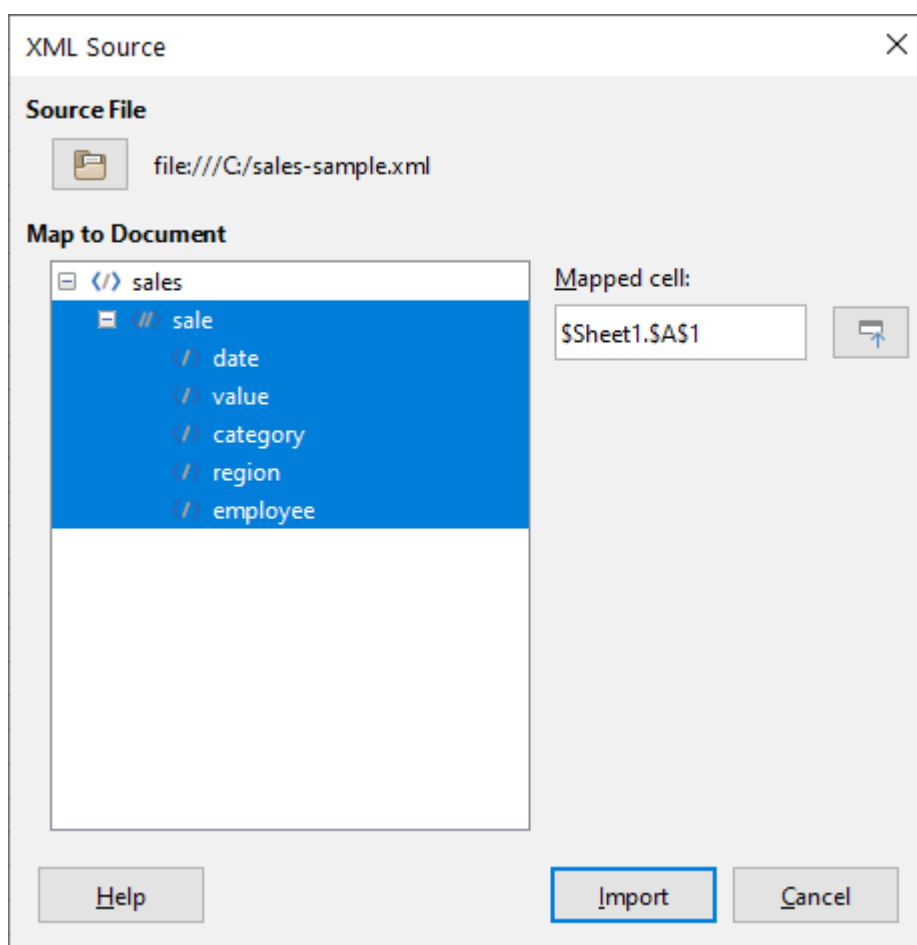 XML Source
Source File
file:///C:/sales-sample.xml
Map to Document
sales
sale
date
value
category
region
employee
Mapped cell:
$Sheet1.$A$1
Help
Import
Cancel